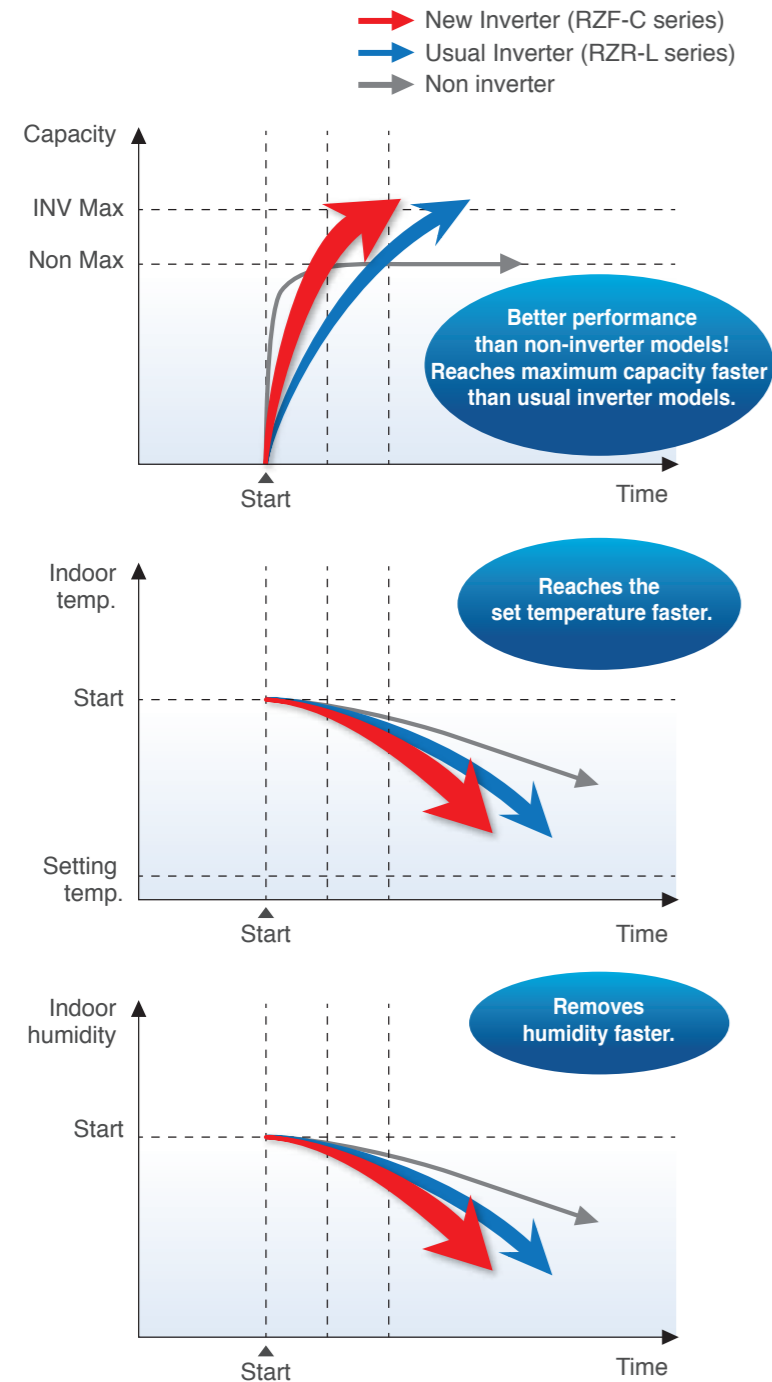 New Inverter (RZF-C series)
Usual Inverter (RZR-L series)
Non inverter
Capacity
INV Max
Non Max
Better performance
than non-inverter models!
Reaches maximum capacity faster
than usual inverter models.
Start
Time
Indoor
temp.
Reaches the
set temperature faster.
Start
Setting
temp.
Start
Time
Indoor
humidity
Removes
humidity faster.
Start
Start
Time